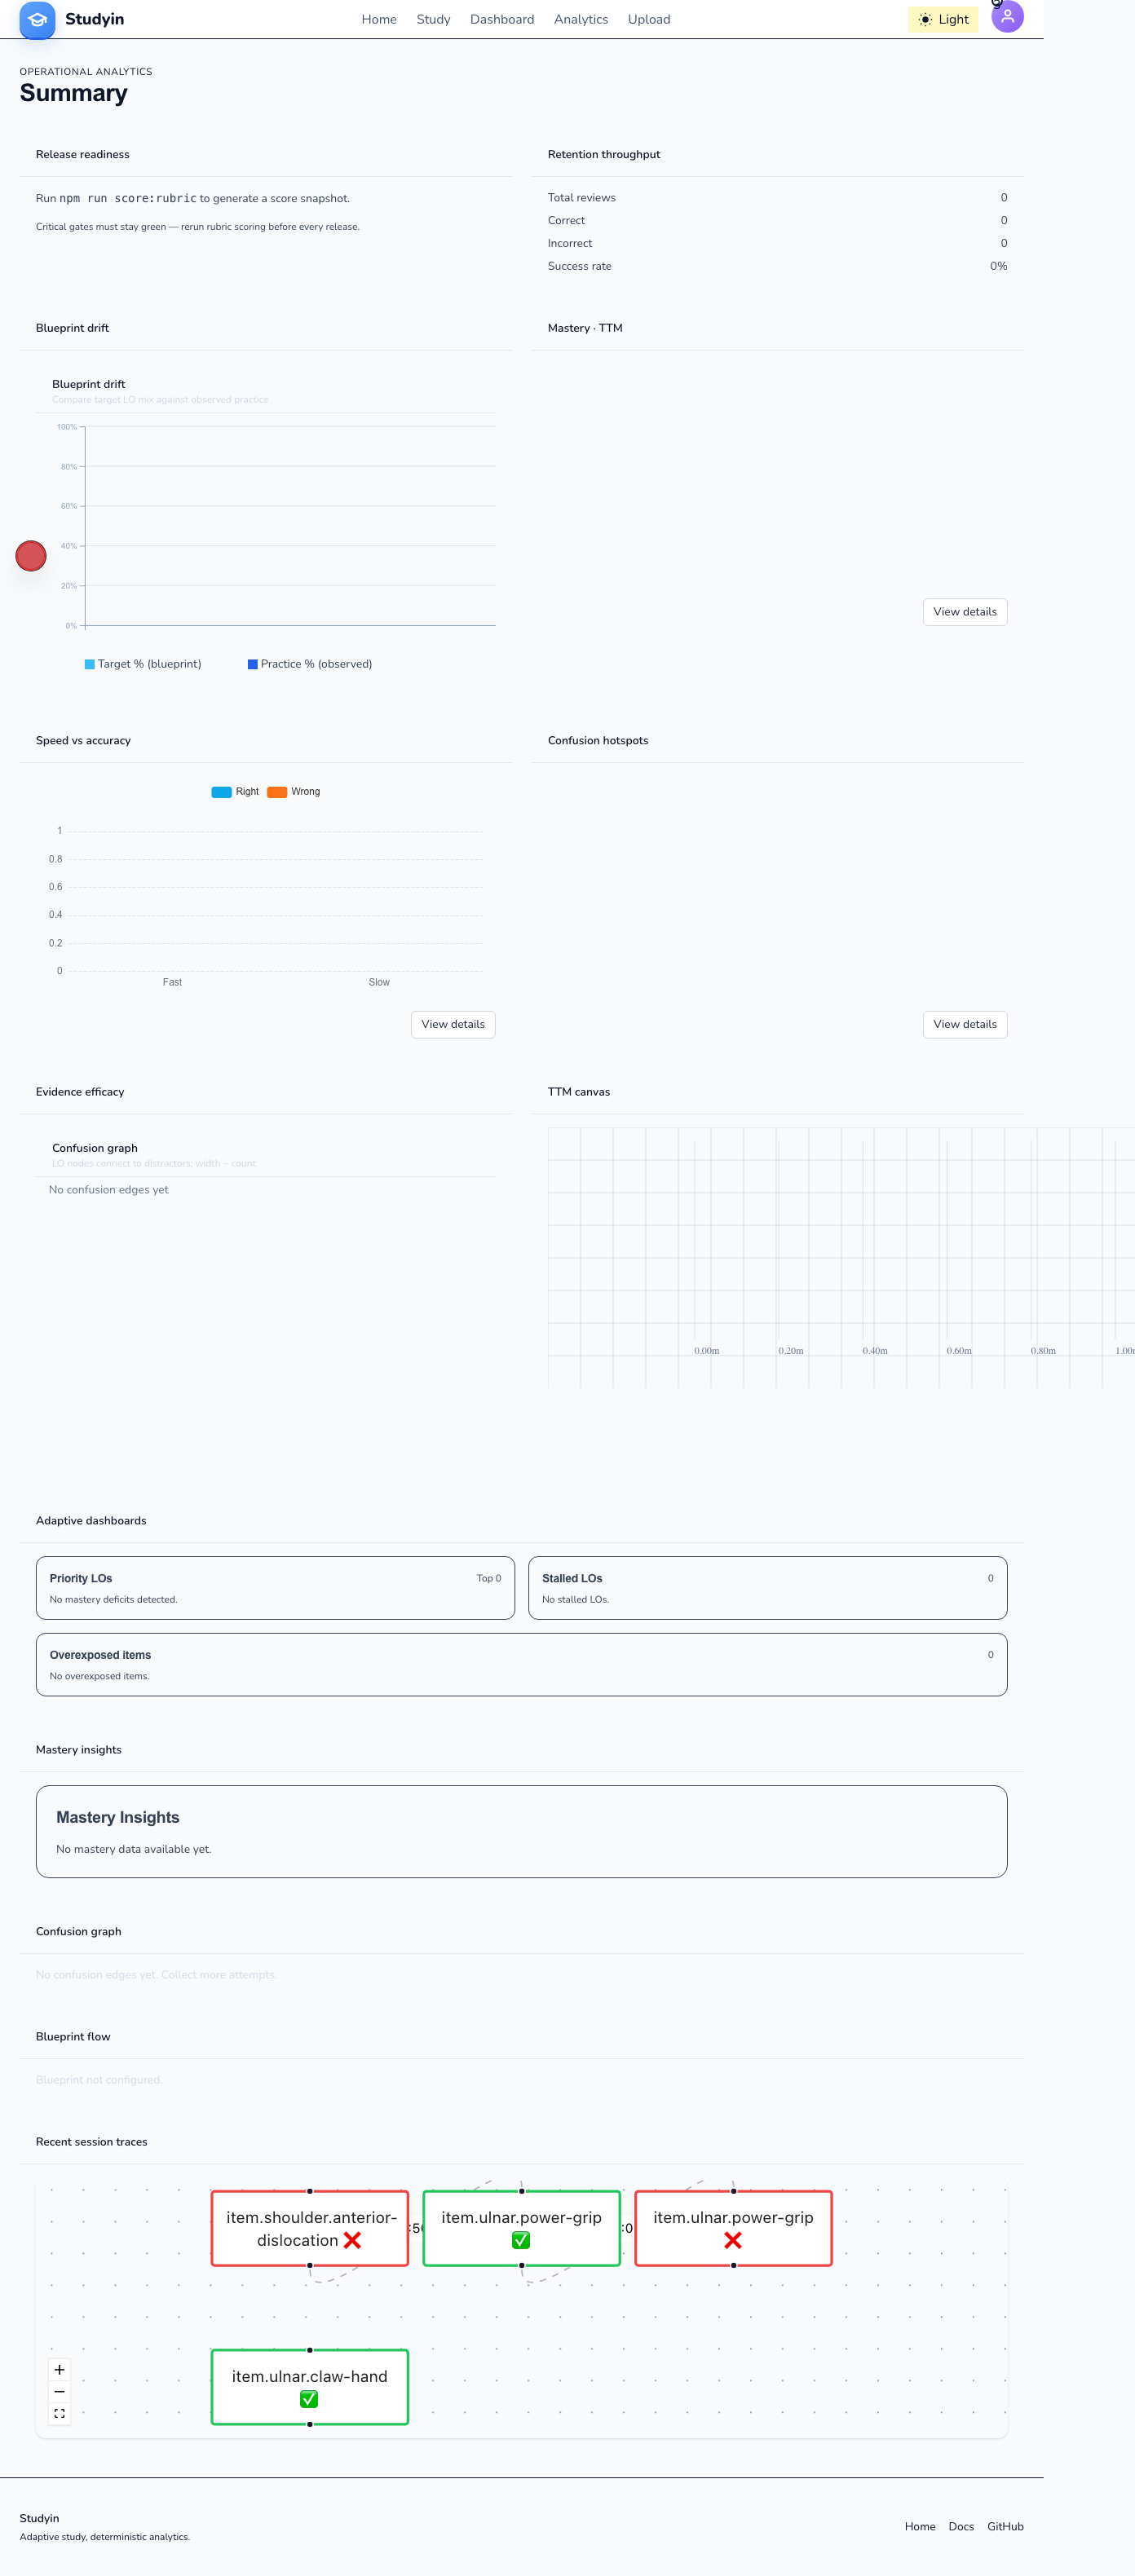 Studyin
Home Study Dashboard Analytics Upload
Light
OPERATIONAL ANALYTICS
Summary
Release readiness
Run npm run score:rubric to generate a score snapshot.
Critical gates must stay green — rerun rubric scoring before every release.
Retention throughput
Total reviews 0
Correct 0
Incorrect 0
Success rate 0%
Blueprint drift
Blueprint drift
Compare target LO mix against observed practice
100%
80%
60%
40%
20%
0%
Target % (blueprint) Practice % (observed)
Mastery · TTM
View details
Speed vs accuracy
Right Wrong
1
0.8
0.6
0.4
0.2
0
Fast Slow
View details
Confusion hotspots
View details
Evidence efficacy
Confusion graph
LO nodes connect to distractors; width ~ count
No confusion edges yet
TTM canvas
0.00m 0.20m 0.40m 0.60m 0.80m 1.00
Adaptive dashboards
Priority LOs Top 0
No mastery deficits detected.
Stalled LOs 0
No stalled LOs.
Overexposed items 0
No overexposed items.
Mastery insights
Mastery Insights
No mastery data available yet.
Confusion graph
No confusion edges yet. Collect more attempts.
Blueprint flow
Blueprint not configured.
Recent session traces
item.shoulder.anterior-
dislocation ❌
item.ulnar.power-grip
✅
item.ulnar.power-grip
❌
item.ulnar.claw-hand
✅
Studyin
Adaptive study, deterministic analytics.
Home Docs GitHub